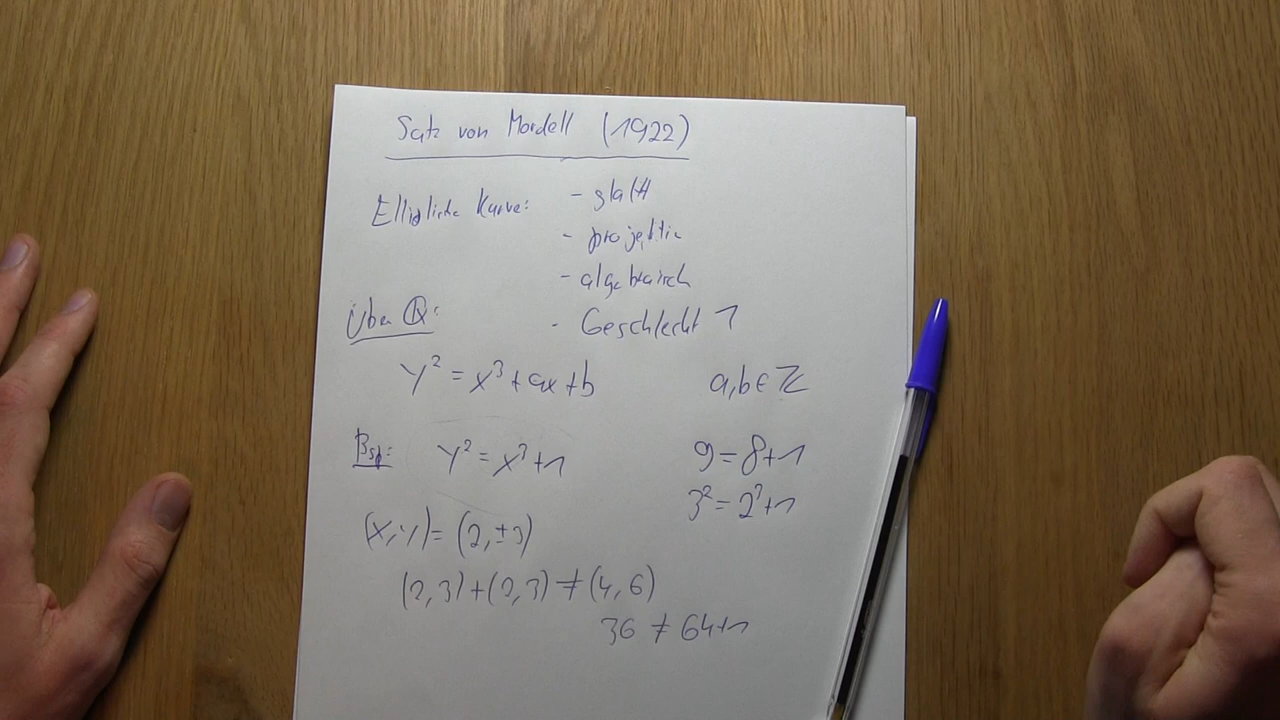 Satz von Mordell (1922)
Elliptische Kurve: - glatt
- projektiv
- algebraisch
- Geschlecht 1
Über ℚ:
y² = x³ + ax + b a,b ∈ ℤ
Bsp: y² = x³ + 1 9 = 8 + 1
3² = 2³ + 1
(x,y) = (2, ±3)
(2,3) + (2,3) ≠ (4,6)
36 ≠ 64 + 1